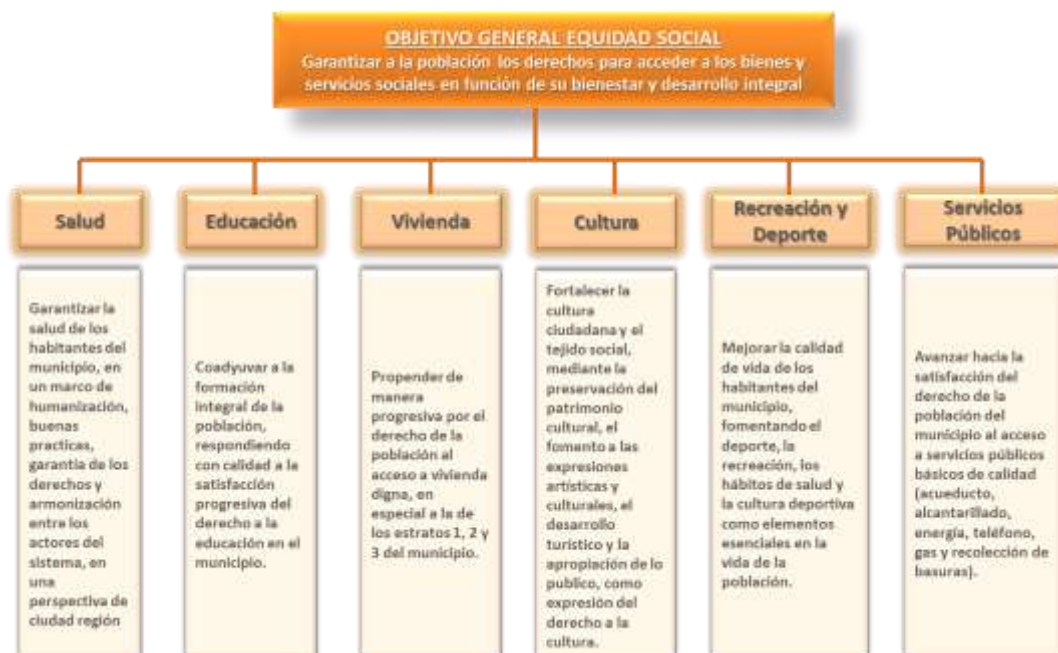 OBJETIVO GENERAL EQUIDAD SOCIAL
Garantizar a la población los derechos para acceder a los bienes y
servicios sociales en función de su bienestar y desarrollo integral
Salud
Garantizar la
salud de los
habitantes del
municipio, en
un marco de
humanización,
buenas
practicas,
garantía de los
derechos y
armonización
entre los
actores del
sistema, en
una
perspectiva de
ciudad región
Educación
Coadyuvar a la
formación
integral de la
población,
respondiendo
con calidad a la
satisfacción
progresiva del
derecho a la
educación en el
municipio.
Vivienda
Propender de
manera
progresiva por el
derecho de la
población al
acceso a vivienda
digna, en
especial a la de
los estratos 1, 2 y
3 del municipio.
Cultura
Fortalecer la
cultura
ciudadana y el
tejido social,
mediante la
preservación del
patrimonio
cultural, el
fomento a las
expresiones
artísticas y
culturales, el
desarrollo
turístico y la
apropiación de lo
publico, como
expresión del
derecho a la
cultura.
Recreación y
Deporte
Mejorar la calidad
de vida de los
habitantes del
municipio,
fomentando el
deporte, la
recreación, los
hábitos de salud y
la cultura deportiva
como elementos
esenciales en la
vida de la
población.
Servicios
Públicos
Avanzar hacia la
satisfacción del
derecho de la
población del
municipio al acceso
a servicios públicos
básicos de calidad
(acueducto,
alcantarillado,
energía, teléfono,
gas y recolección de
basuras).